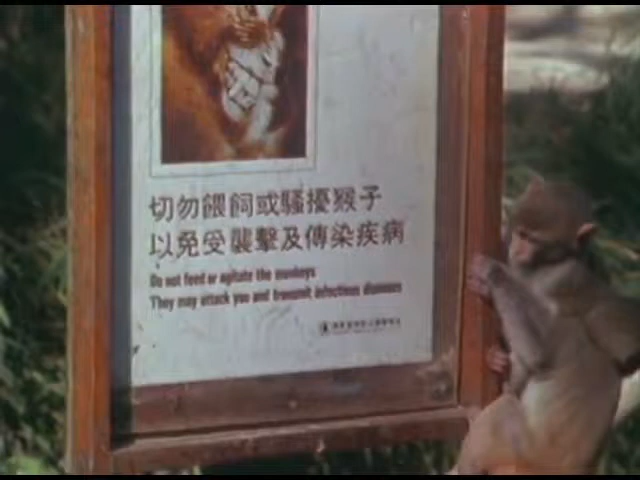 切勿餵飼或騷擾猴子
以免受襲擊及傳染疾病
Do not feed or agitate the monkeys
They may attack you and transmit infectious diseases